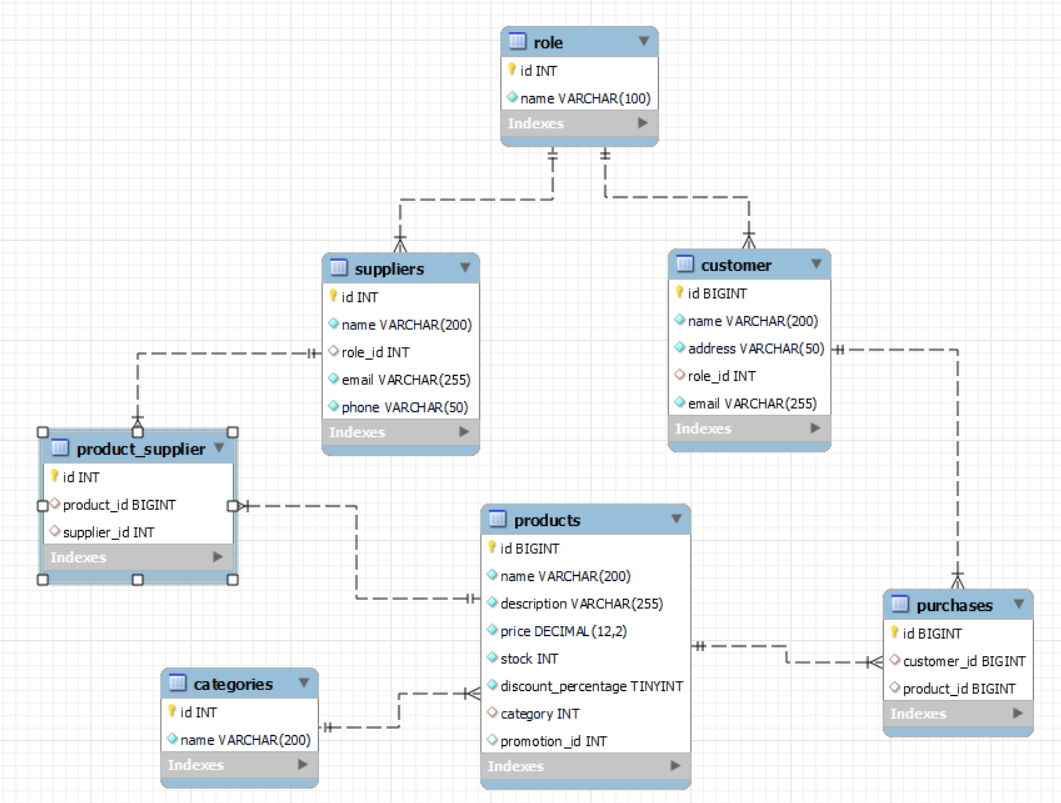 role
id INT
name VARCHAR(100)
Indexes
suppliers
id INT
name VARCHAR(200)
role_id INT
email VARCHAR(255)
phone VARCHAR(50)
Indexes
customer
id BIGINT
name VARCHAR(200)
address VARCHAR(50)
role_id INT
email VARCHAR(255)
Indexes
product_supplier
id INT
product_id BIGINT
supplier_id INT
Indexes
products
id BIGINT
name VARCHAR(200)
description VARCHAR(255)
price DECIMAL(12,2)
stock INT
discount_percentage TINYINT
category INT
promotion_id INT
Indexes
purchases
id BIGINT
customer_id BIGINT
product_id BIGINT
Indexes
categories
id INT
name VARCHAR(200)
Indexes